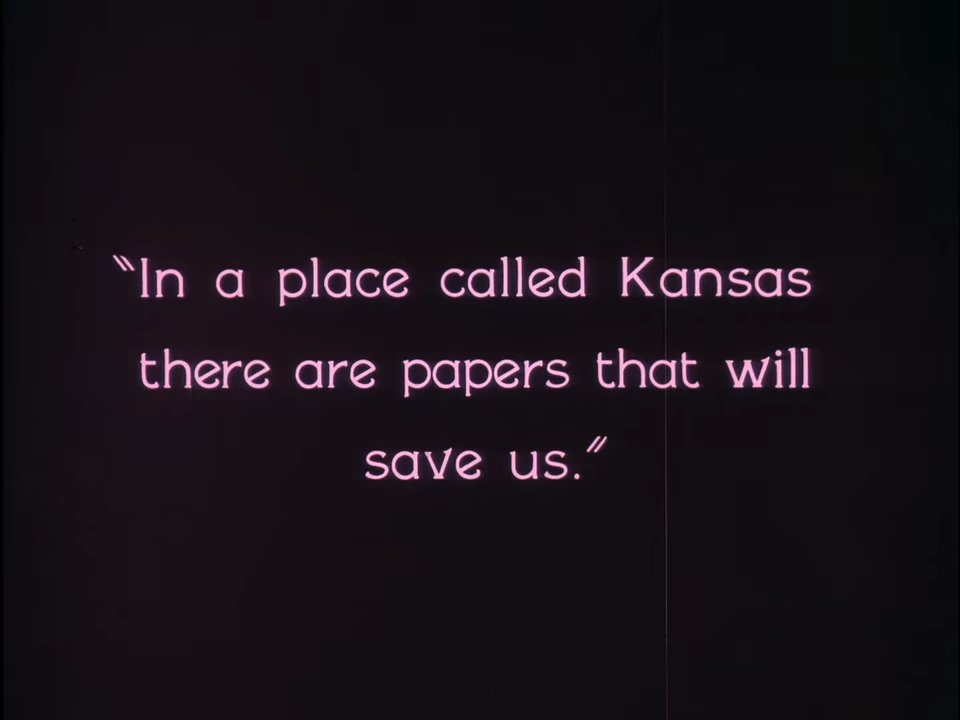 "In a place called Kansas
there are papers that will
save us."